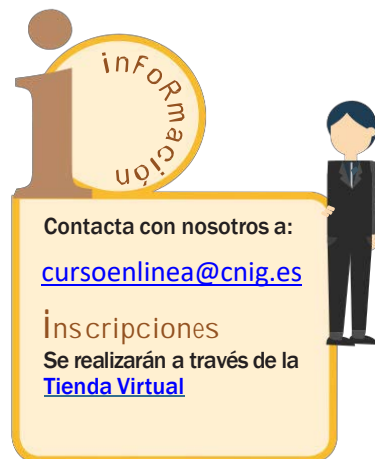 i
inFoRmación
Contacta con nosotros a:
cursoenlinea@cnig.es
inscripciones
Se realizarán a través de la
Tienda Virtual